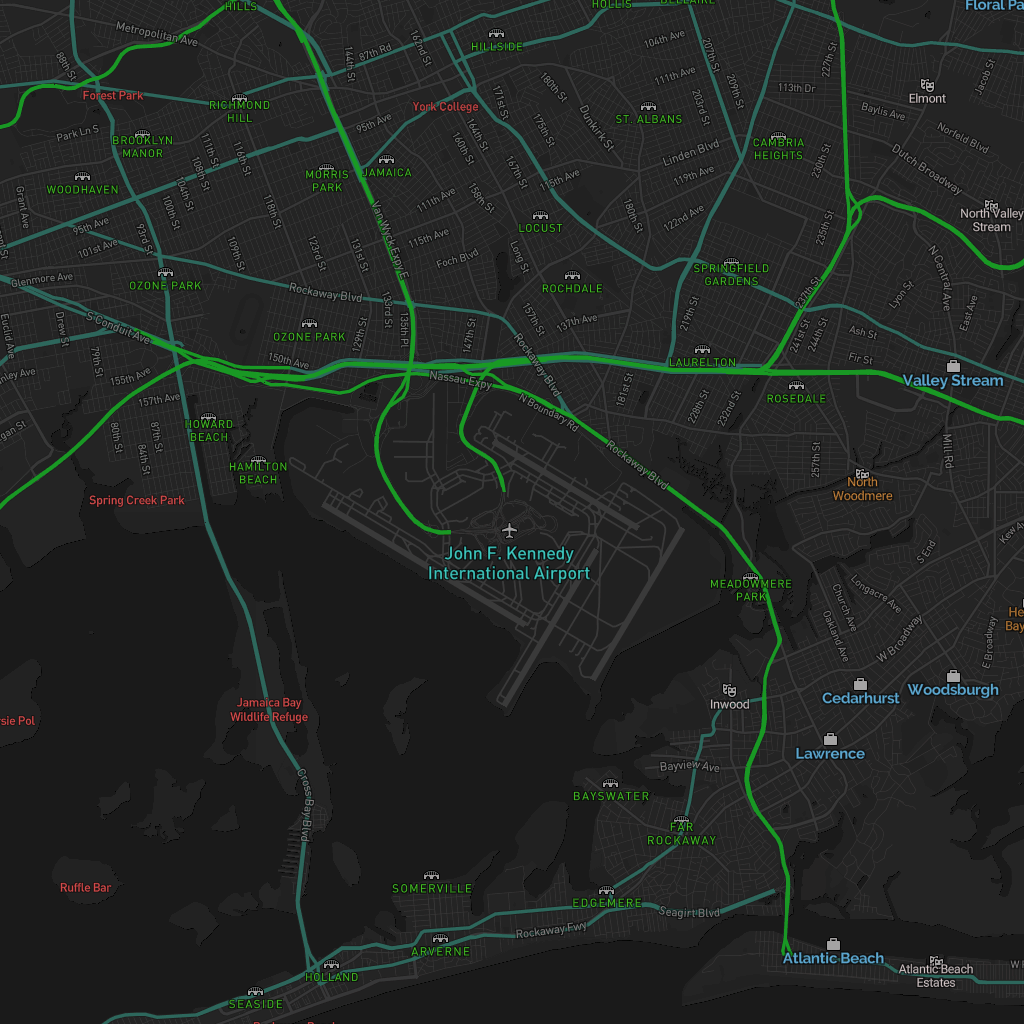 HILLS
HOLLIS
BELLAIRE
Floral Pa
Metropolitan Ave
144th St
87th Rd
162nd St
HILLSIDE
104th Ave
207th St
227th St
88th St
209th St
111th Ave
203rd St
113th Dr
Jacob St
Forest Park
RICHMOND
HILL
York College
171st St
180th St
175th St
Dunkirk St
ST. ALBANS
Elmont
Baylis Ave
Norfeld Blvd
Park Ln S
BROOKLYN
MANOR
111th St
116th St
95th Ave
164th St
160th St
167th St
Linden Blvd
CAMBRIA
HEIGHTS
230th St
Dutch Broadway
WOODHAVEN
108th St
104th St
100th St
MORRIS
PARK
JAMAICA
115th Ave
119th Ave
Grant Ave
118th St
111th Ave
158th St
180th St
122nd Ave
235th St
North Valley
Stream
95th Ave
101st Ave
93rd St
109th St
123rd St
131st St
Van Wyck Expy E
115th Ave
Foch Blvd
LOCUST
Long St
N Central Ave
Glenmore Ave
OZONE PARK
Rockaway Blvd
ROCHDALE
SPRINGFIELD
GARDENS
237th St
Lyon St
East Ave
Euclid Ave
Drew St
S Conduit Ave
OZONE PARK
129th St
133rd St
135th Pl
147th St
157th St
137th Ave
219th St
241st St
244th St
Ash St
Fir St
79th St
155th Ave
150th Ave
Nassau Expy
Rockaway Blvd
LAURELTON
Valley Stream
157th Ave
N Boundary Rd
181st St
228th St
232nd St
ROSEDALE
80th St
84th St
87th St
HOWARD
BEACH
HAMILTON
BEACH
Rockaway Blvd
257th St
Mill Rd
North
Woodmere
Spring Creek Park
John F. Kennedy
International Airport
S End
MEADOWMERE
PARK
Longacre Ave
Church Ave
Oakland Ave
W Broadway
E Broadway
Jamaica Bay
Wildlife Refuge
Inwood
Cedarhurst
Woodsburgh
Lawrence
Bayview Ave
Cross Bay Blvd
BAYSWATER
FAR
ROCKAWAY
Ruffle Bar
SOMERVILLE
EDGEMERE
Seagirt Blvd
Rockaway Fwy
ARVERNE
HOLLAND
SEASIDE
Atlantic Beach
Atlantic Beach
Estates